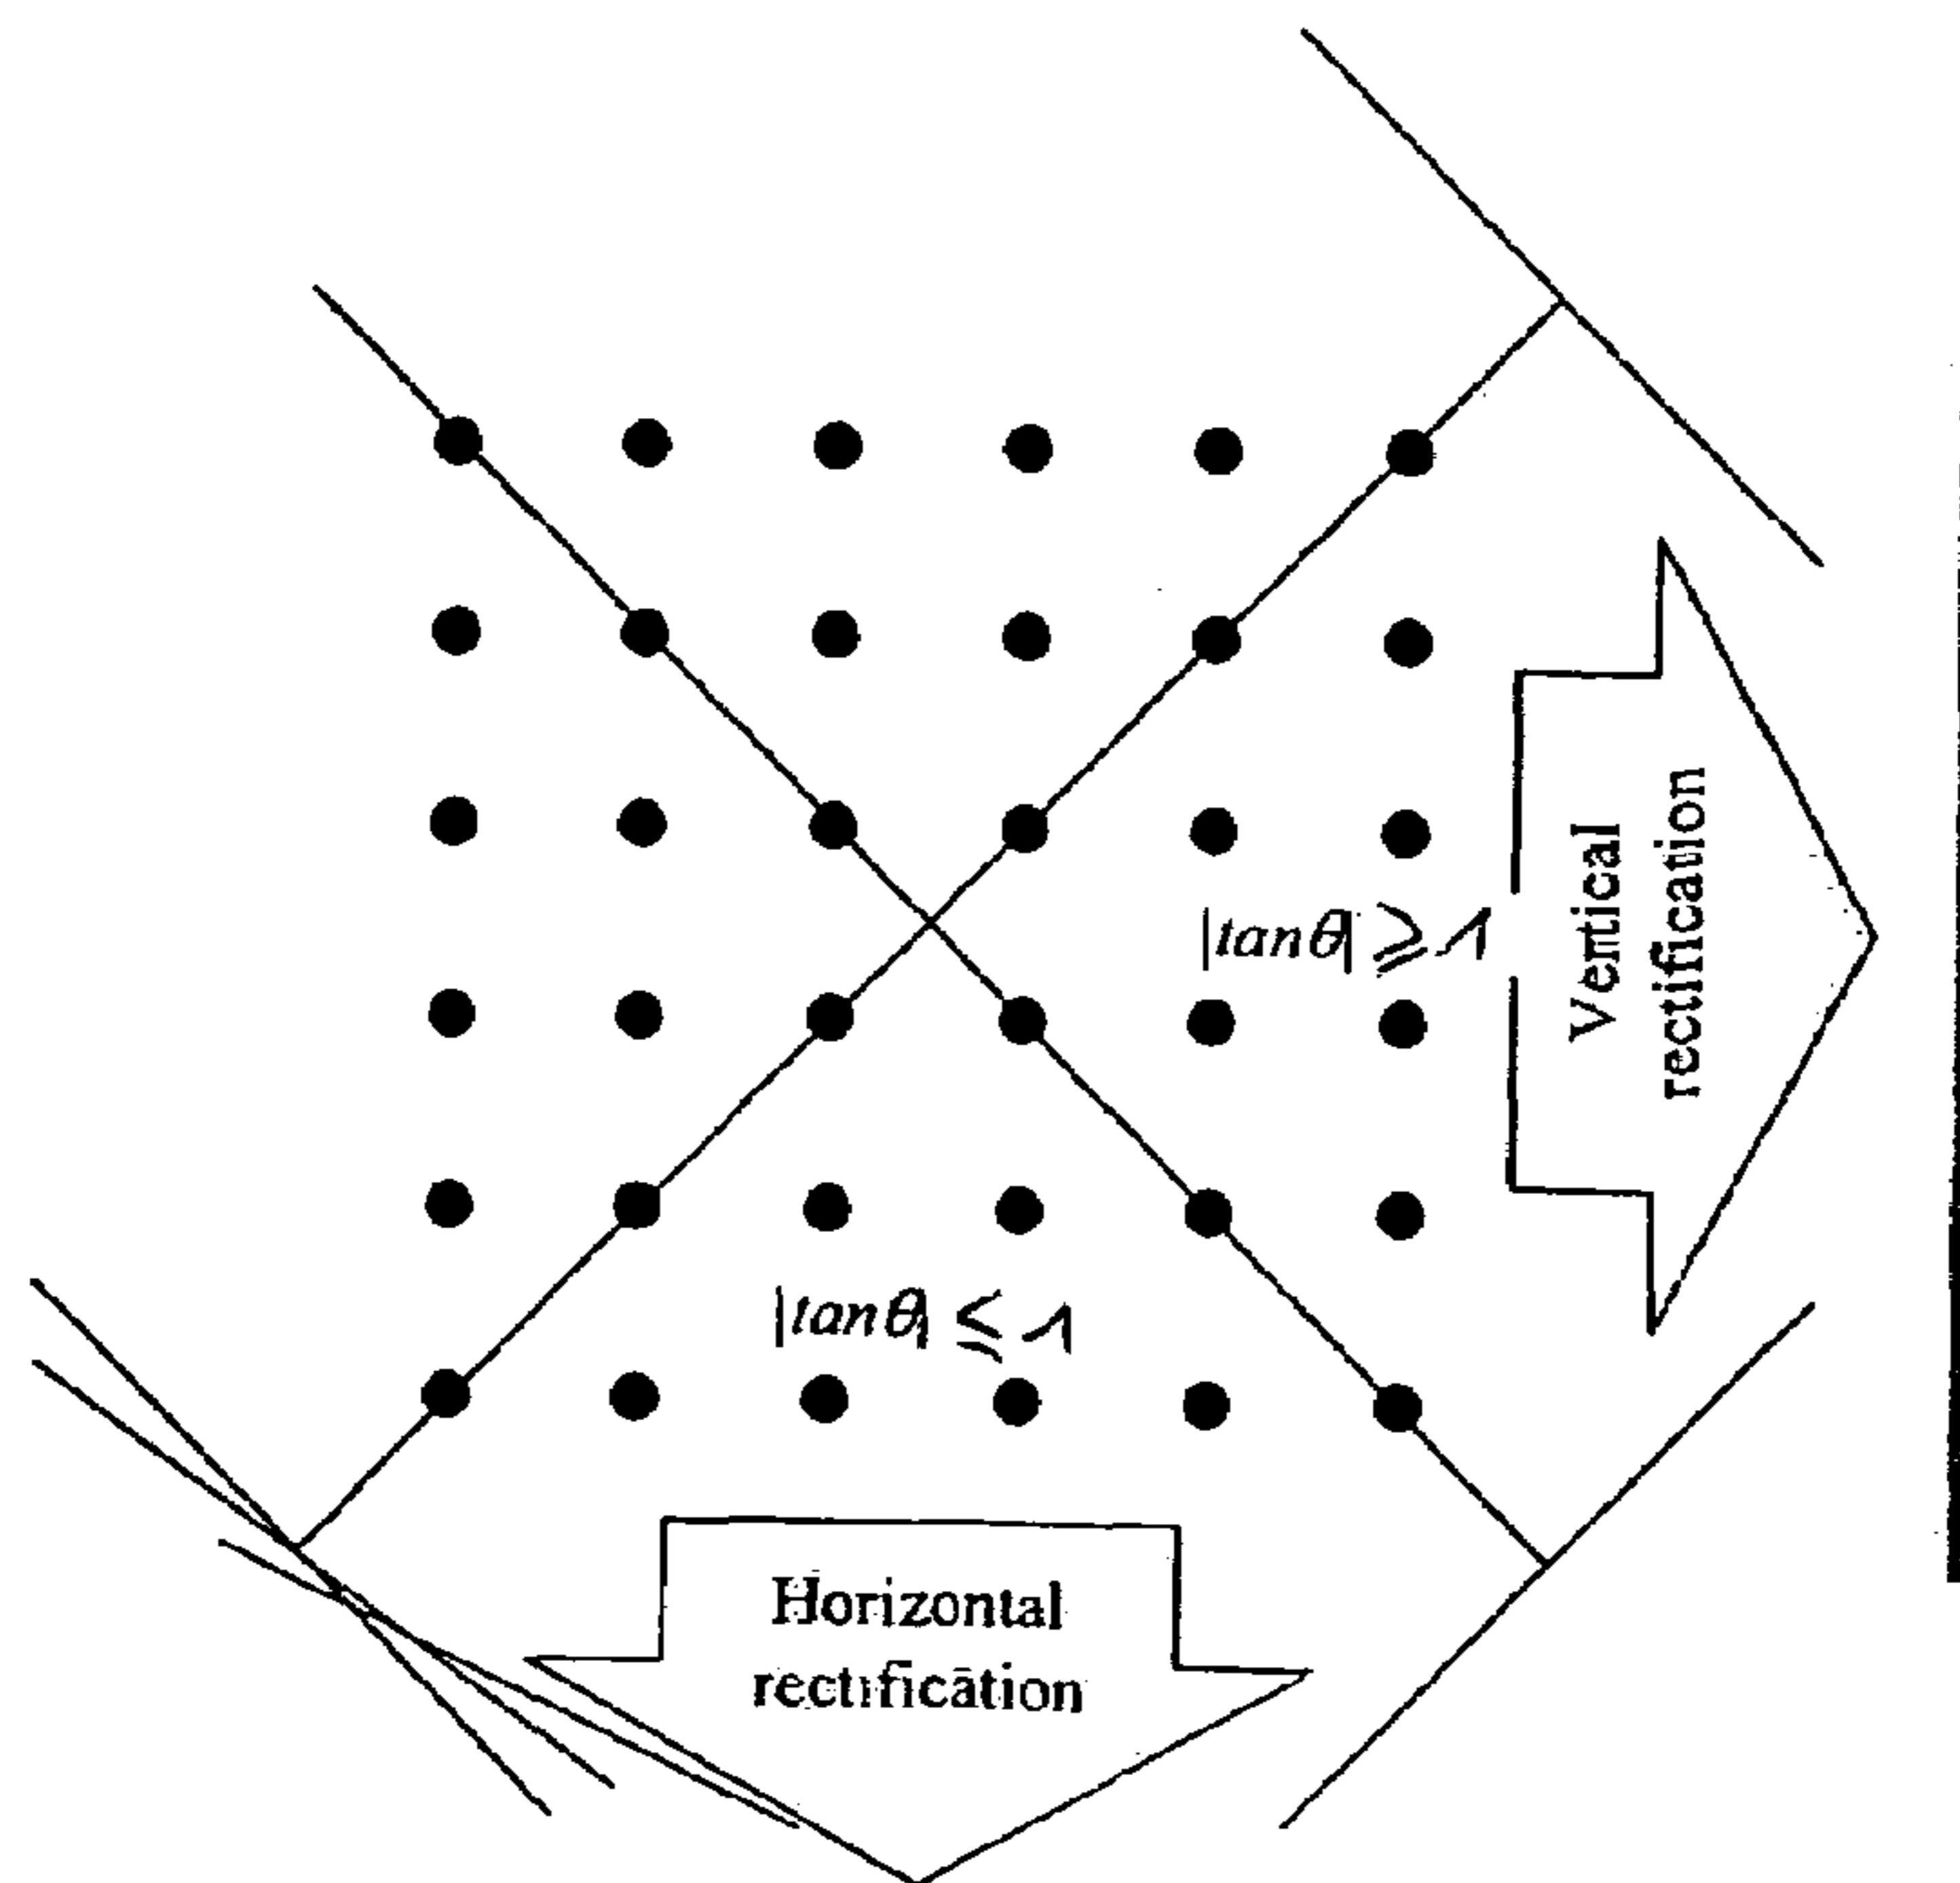 |tanθ| ⩾ 1
Vertical
rectification
|tanθ| ≤ 1
Horizontal
rectification